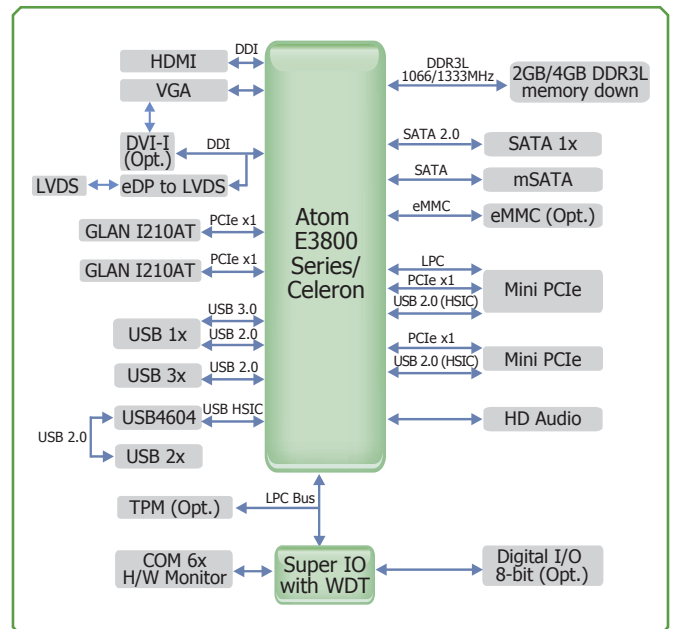 HDMI
DDI
VGA
DVI-I
(Opt.)
DDI
LVDS
eDP to LVDS
GLAN I210AT
PCIe x1
GLAN I210AT
PCIe x1
USB 1x
USB 3.0
USB 2.0
USB 3x
USB 2.0
USB4604
USB HSIC
USB 2.0
USB 2x
Atom
E3800
Series/
Celeron
DDR3L
1066/1333MHz
2GB/4GB DDR3L
memory down
SATA 2.0
SATA 1x
SATA
mSATA
eMMC
eMMC (Opt.)
LPC
PCIe x1
USB 2.0 (HSIC)
Mini PCIe
PCIe x1
USB 2.0 (HSIC)
Mini PCIe
HD Audio
TPM (Opt.)
LPC Bus
COM 6x
H/W Monitor
Super IO
with WDT
Digital I/O
8-bit (Opt.)